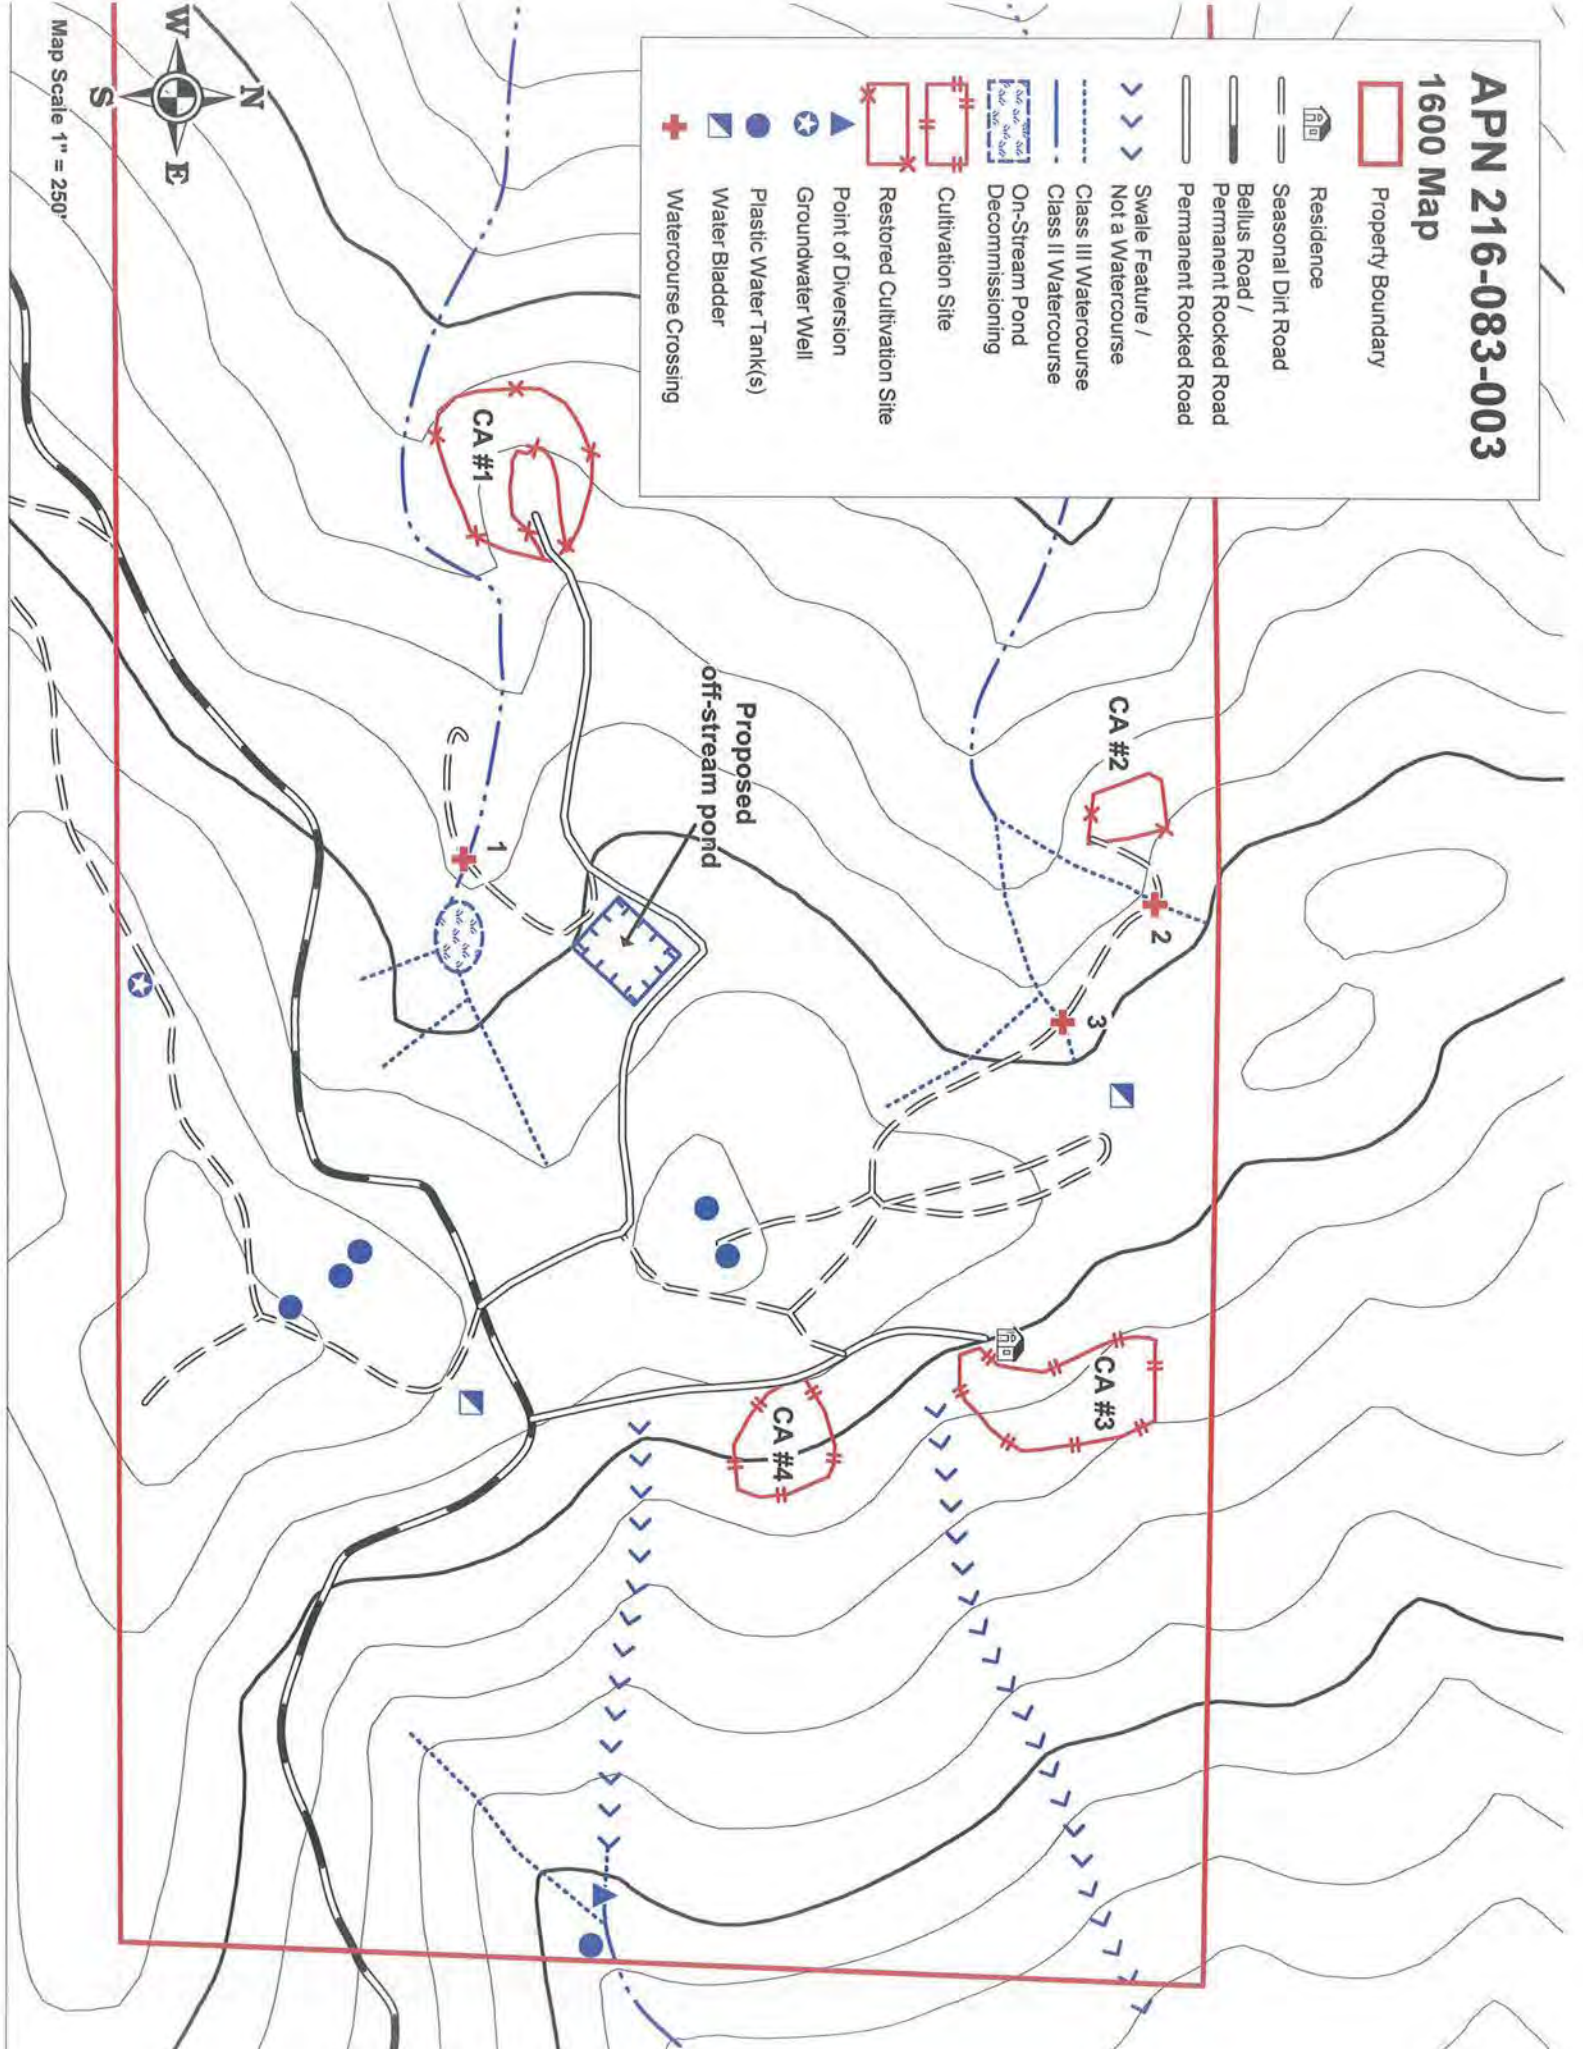 APN 216-083-003
1600 Map
Property Boundary
Residence
Seasonal Dirt Road
Bellus Road /
Permanent Rocked Road
Permanent Rocked Road
Swale Feature /
Not a Watercourse
Class III Watercourse
Class II Watercourse
On-Stream Pond
Decommissioning
Cultivation Site
Restored Cultivation Site
Point of Diversion
Groundwater Well
Plastic Water Tank(s)
Water Bladder
Watercourse Crossing
CA #2
2
3
CA #3
Proposed
off-stream pond
CA #4
CA #1
1
N
W
E
S
Map Scale 1" = 250'